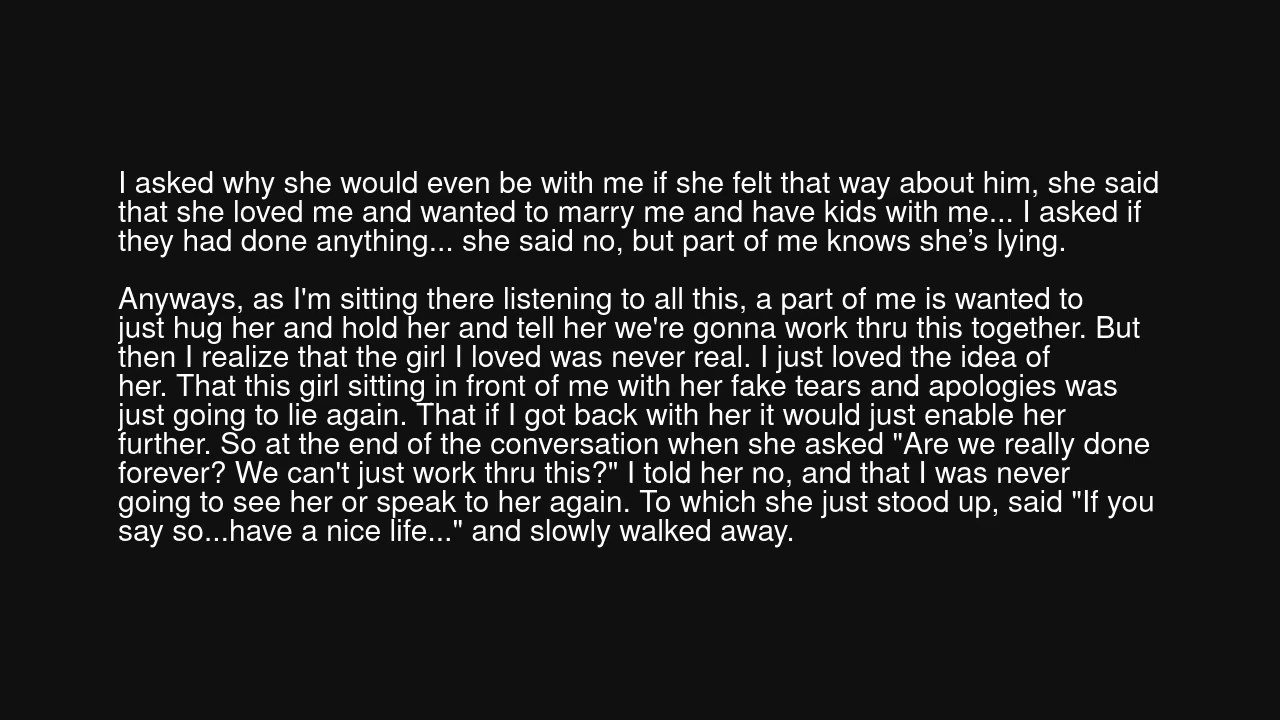 I asked why she would even be with me if she felt that way about him, she said
that she loved me and wanted to marry me and have kids with me... I asked if
they had done anything... she said no, but part of me knows she’s lying.
Anyways, as I'm sitting there listening to all this, a part of me is wanted to
just hug her and hold her and tell her we're gonna work thru this together. But
then I realize that the girl I loved was never real. I just loved the idea of
her. That this girl sitting in front of me with her fake tears and apologies was
just going to lie again. That if I got back with her it would just enable her
further. So at the end of the conversation when she asked "Are we really done
forever? We can't just work thru this?" I told her no, and that I was never
going to see her or speak to her again. To which she just stood up, said "If you
say so...have a nice life..." and slowly walked away.